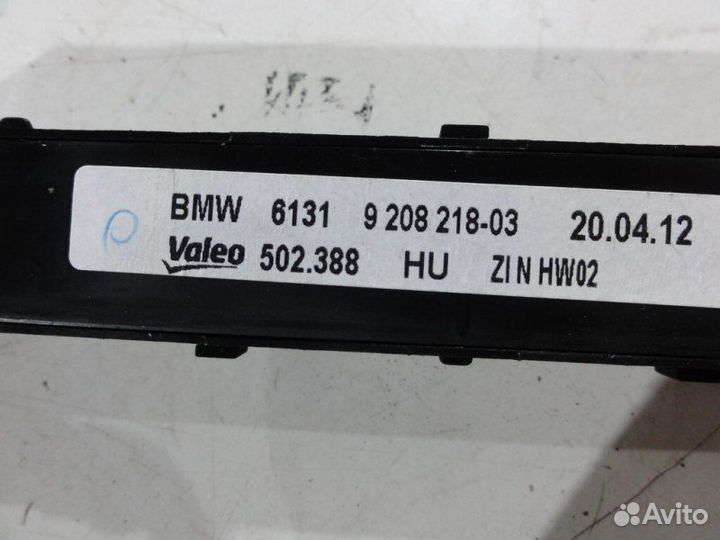 BMW 6131 9 208 218-03 20.04.12
Valeo 502.388 HU ZI N HW02
Avito